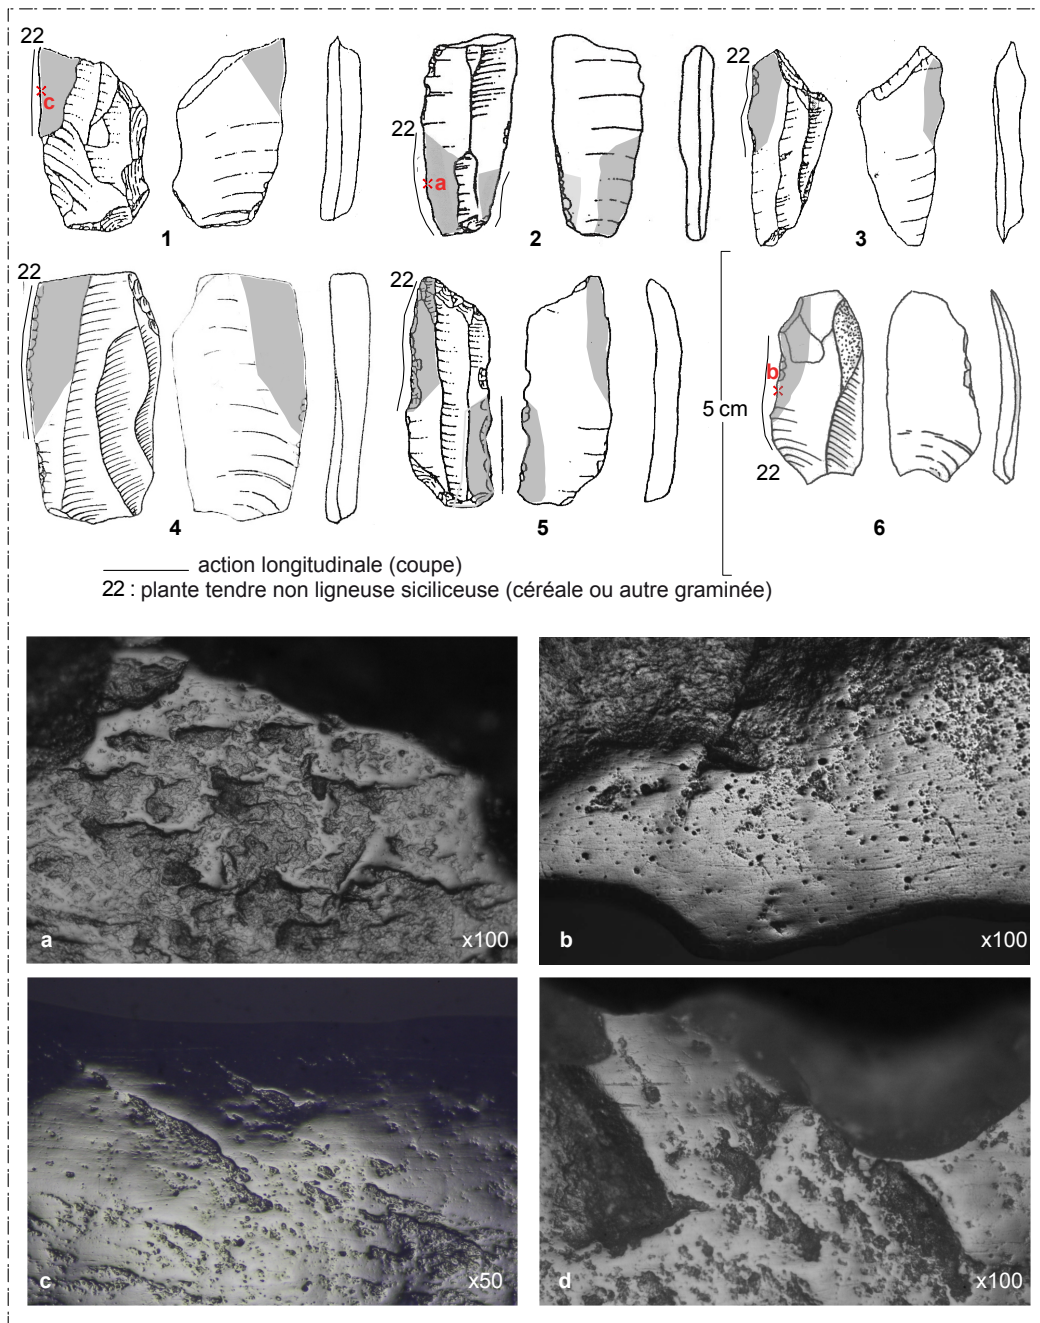 22
c
1
22
a
2
22
3
22
4
22
5
5 cm
b
22
6
action longitudinale (coupe)
22 : plante tendre non ligneuse siciliceuse (céréale ou autre graminée)
a
x100
b
x100
c
x50
d
x100